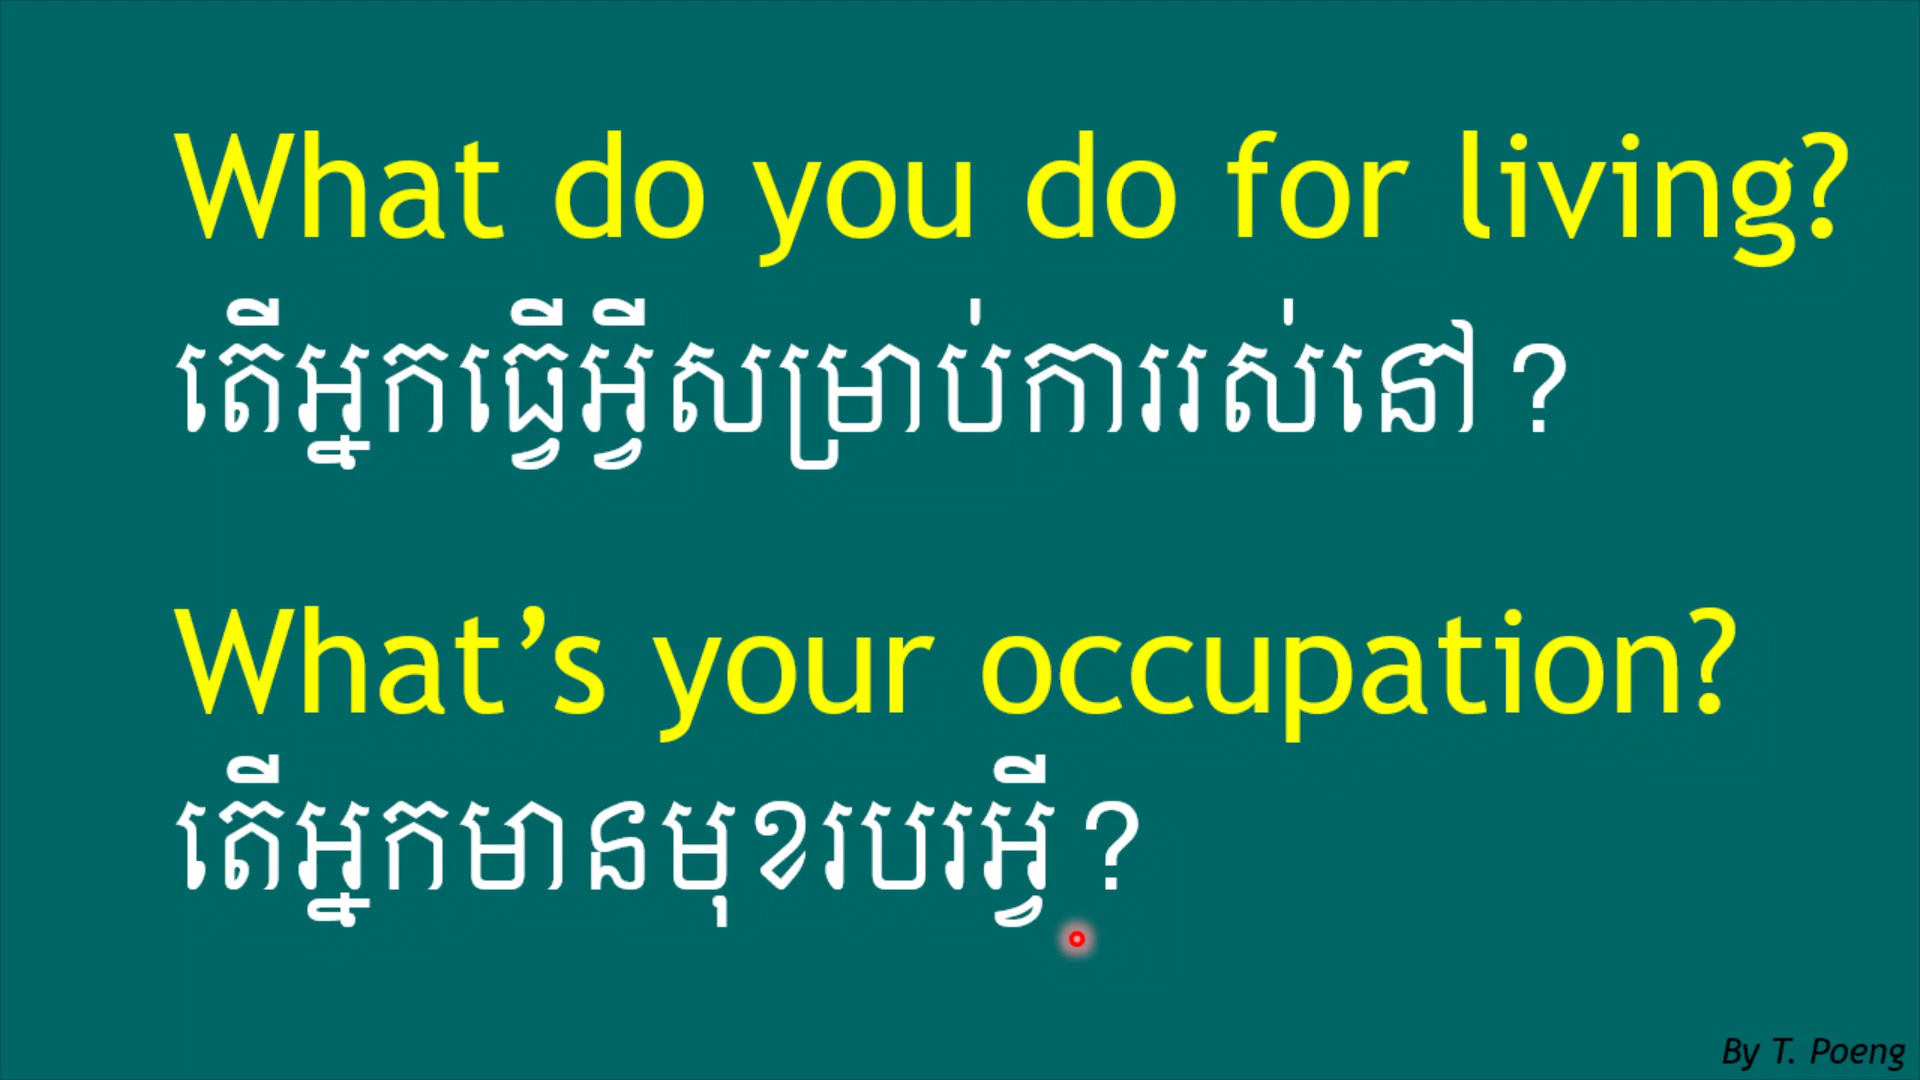 What do you do for living?
តើអ្នកធ្វើអ្វីសម្រាប់ការរស់នៅ ?
What’s your occupation?
តើអ្នកមានមុខរបរអ្វី ?
By T. Poeng